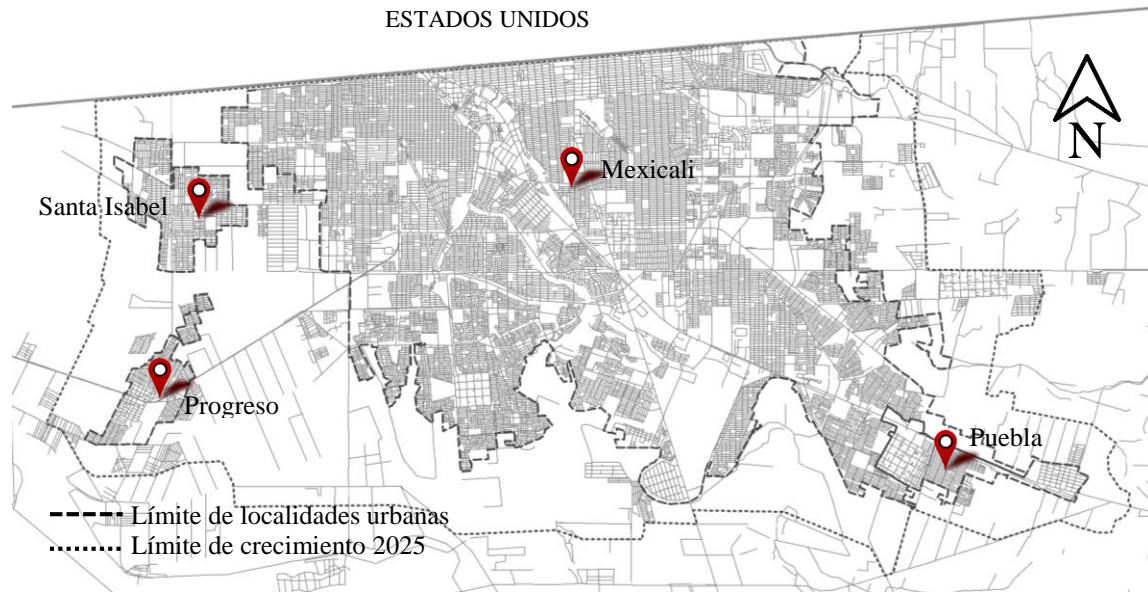 ESTADOS UNIDOS
N
Mexicali
Santa Isabel
Progreso
Puebla
Límite de localidades urbanas
Límite de crecimiento 2025